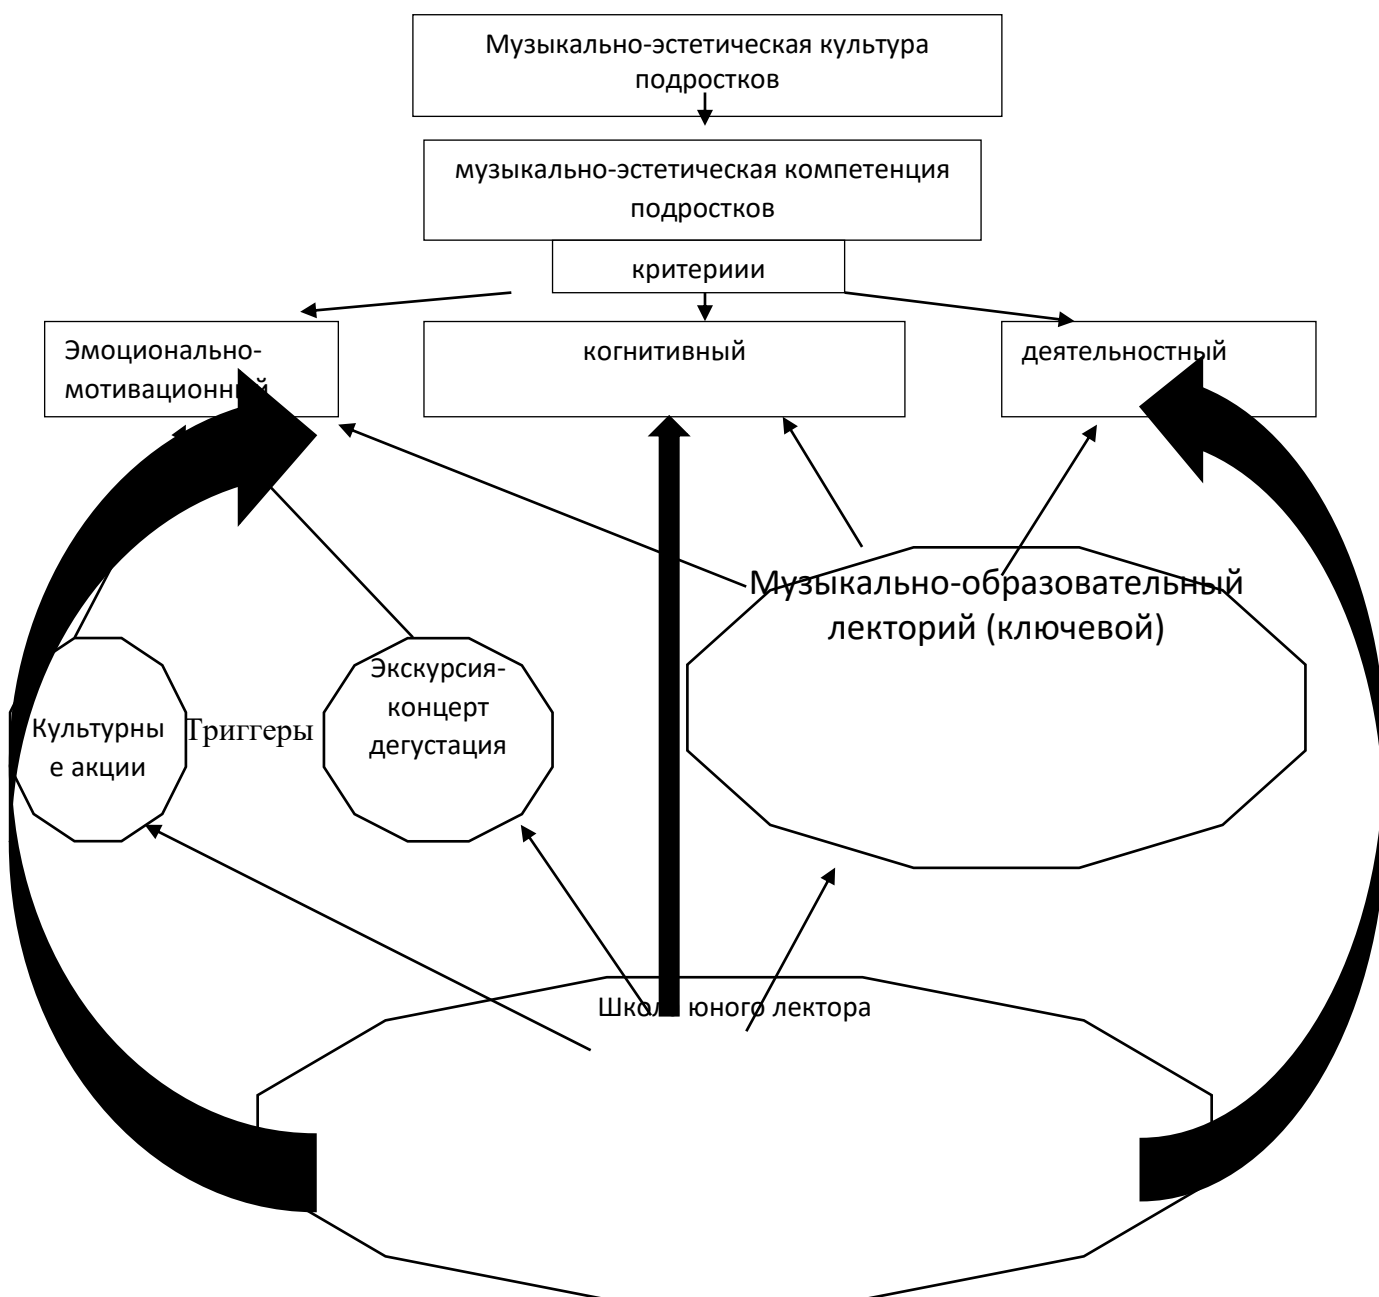 Музыкально-эстетическая культура
подростков
музыкально-эстетическая компетенция
подростков
критериии
Эмоционально-
мотивационный
когнитивный
деятельностный
Музыкально-образовательный
лекторий (ключевой)
Экскурсия-
концерт
дегустация
Культурны
е акции
Триггеры
Школа юного лектора